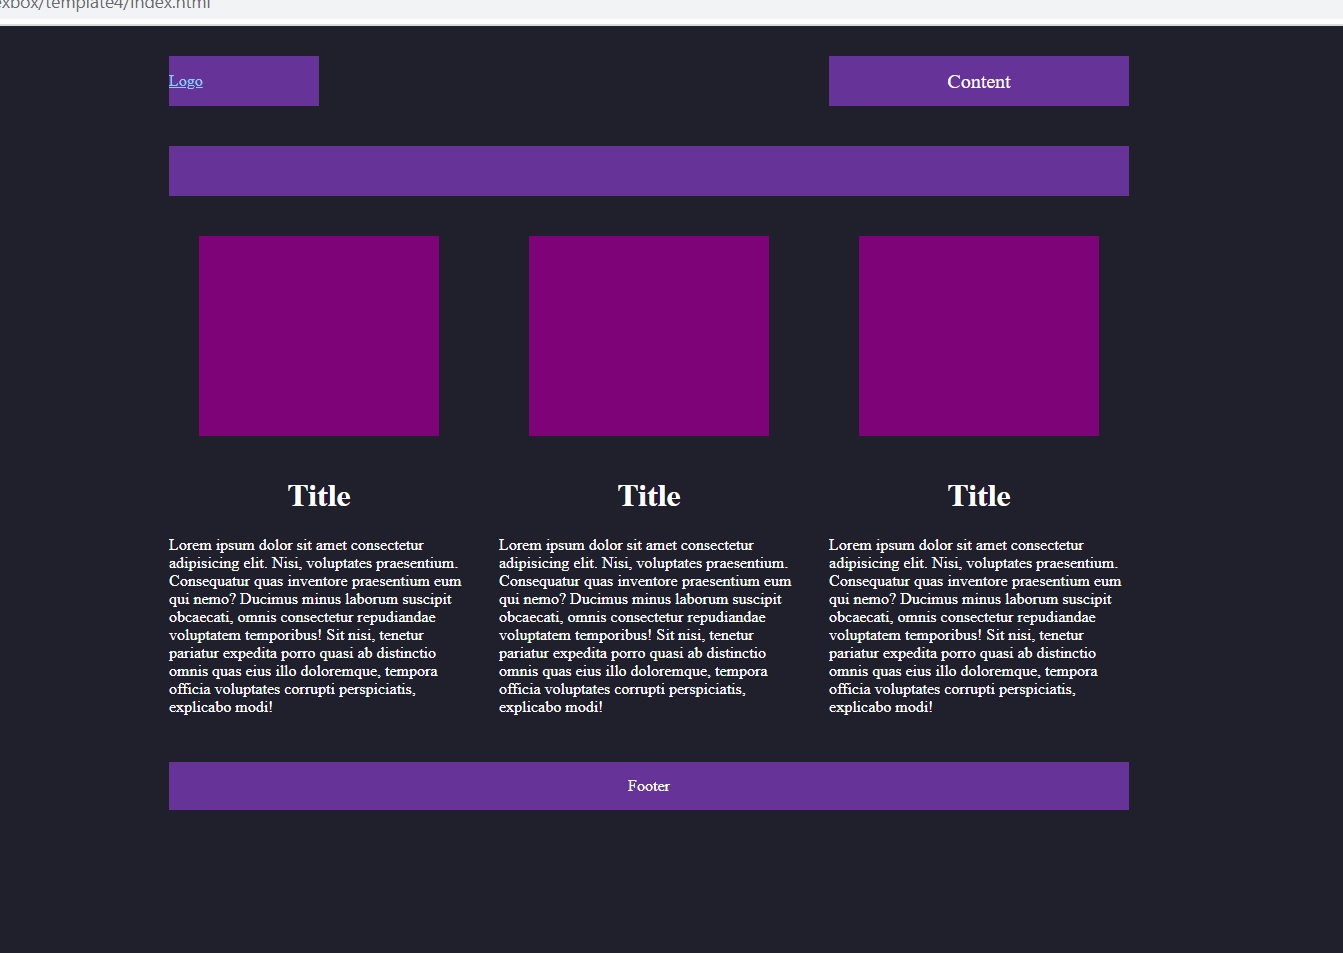 exbox/template4/index.html
Logo
Content
Title
Lorem ipsum dolor sit amet consectetur
adipisicing elit. Nisi, voluptates praesentium.
Consequatur quas inventore praesentium eum
qui nemo? Ducimus minus laborum suscipit
obcaecati, omnis consectetur repudiandae
voluptatem temporibus! Sit nisi, tenetur
pariatur expedita porro quasi ab distinctio
omnis quas eius illo doloremque, tempora
officia voluptates corrupti perspiciatis,
explicabo modi!
Title
Lorem ipsum dolor sit amet consectetur
adipisicing elit. Nisi, voluptates praesentium.
Consequatur quas inventore praesentium eum
qui nemo? Ducimus minus laborum suscipit
obcaecati, omnis consectetur repudiandae
voluptatem temporibus! Sit nisi, tenetur
pariatur expedita porro quasi ab distinctio
omnis quas eius illo doloremque, tempora
officia voluptates corrupti perspiciatis,
explicabo modi!
Title
Lorem ipsum dolor sit amet consectetur
adipisicing elit. Nisi, voluptates praesentium.
Consequatur quas inventore praesentium eum
qui nemo? Ducimus minus laborum suscipit
obcaecati, omnis consectetur repudiandae
voluptatem temporibus! Sit nisi, tenetur
pariatur expedita porro quasi ab distinctio
omnis quas eius illo doloremque, tempora
officia voluptates corrupti perspiciatis,
explicabo modi!
Footer